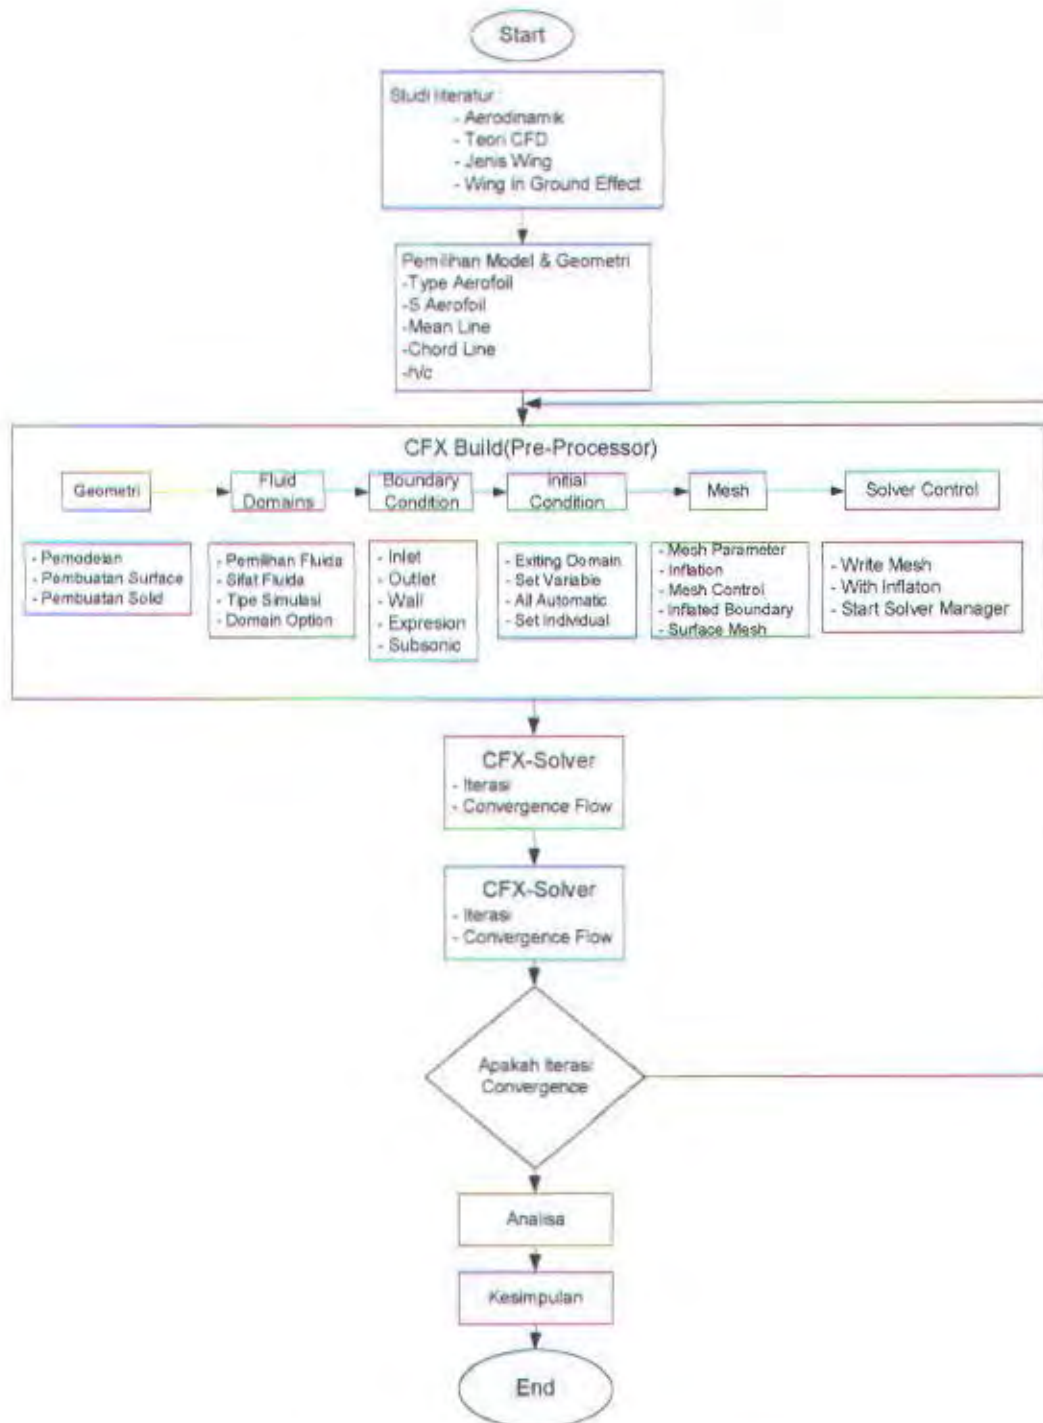 Start
Studi literatur :
- Aerodinamik
- Teori CFD
- Jenis Wing
- Wing In Ground Effect
Pemilihan Model & Geometri
-Type Aerofoil
-S Aerofoil
-Mean Line
-Chord Line
-h/c
CFX Build(Pre-Processor)
Geometri
Fluid
Domains
Boundary
Condition
Initial
Condition
Mesh
Solver Control
- Pemodelan
- Pembuatan Surface
- Pembuatan Solid
- Pemilihan Fluida
- Sifat Fluida
- Tipe Simulasi
- Domain Option
- Inlet
- Outlet
- Wall
- Expresion
- Subsonic
- Exiting Domain
- Set Variable
- All Automatic
- Set Individual
- Mesh Parameter
- Inflation
- Mesh Control
- Inflated Boundary
- Surface Mesh
- Write Mesh
- With Inflaton
- Start Solver Manager
CFX-Solver
- Iterasi
- Convergence Flow
CFX-Solver
- Iterasi
- Convergence Flow
Apakah Iterasi
Convergence
Analisa
Kesimpulan
End